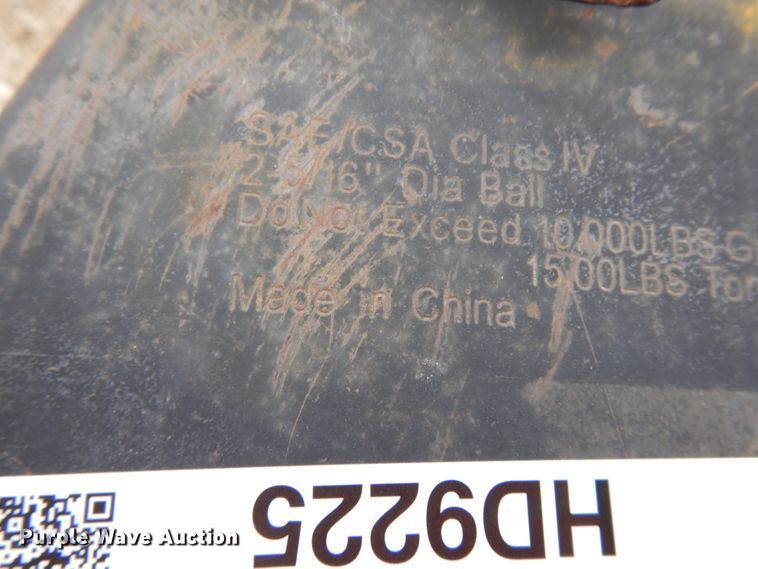 SAE/CSA Class IV
2-5/16" Dia Ball
Do Not Exceed 10,000LBS G
15,00LBS Ton
Made in China
HD9225
Purple Wave Auction